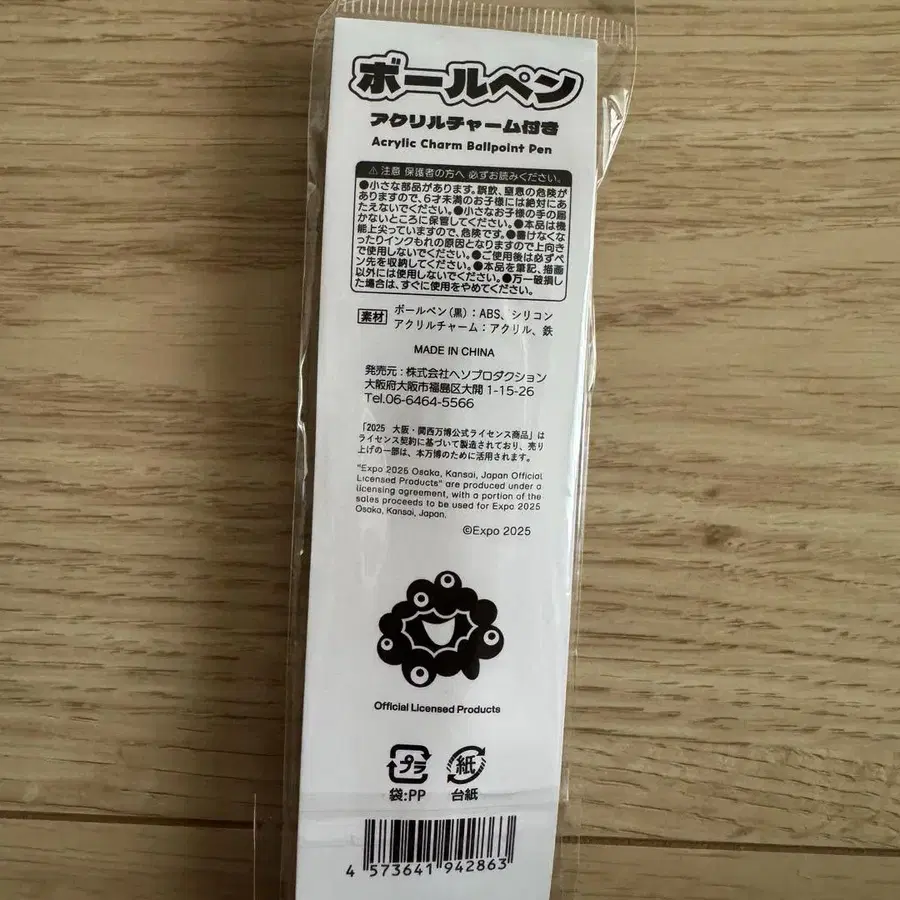 ボールペン
アクリルチャーム付き
Acrylic Charm Ballpoint Pen
⚠注意 保護者の方へ 必ずお読みください。
●小さな部品があります。誤飲、窒息の危険が
ありますので、6才未満のお子様には絶対にあ
たえないでください。●小さなお子様の手の届
かないところに保管してください。●本品は機
能上尖っていますので、危険です。●書けなくな
ったりインクもれの原因となりますので上向き
で使用しないでください。●ご使用後は必ずペ
ン先を収納してください。●本品を筆記、描画
以外には使用しないでください。●万一破損し
た場合は、すぐに使用をやめてください。
素材 ボールペン(黒):ABS、シリコン
アクリルチャーム:アクリル、鉄
MADE IN CHINA
発売元:株式会社ヘソプロダクション
大阪府大阪市福島区大開 1-15-26
Tel.06-6464-5566
「2025 大阪・関西万博公式ライセンス商品」は
ライセンス契約に基づいて製造されており、売り
上げの一部は、本万博のために活用されます。
"Expo 2025 Osaka, Kansai, Japan Official
Licensed Products" are produced under a
licensing agreement, with a portion of the
sales proceeds to be used for Expo 2025
Osaka, Kansai, Japan.
©Expo 2025
Official Licensed Products
プラ 紙
袋:PP 台紙
4 573641 942863